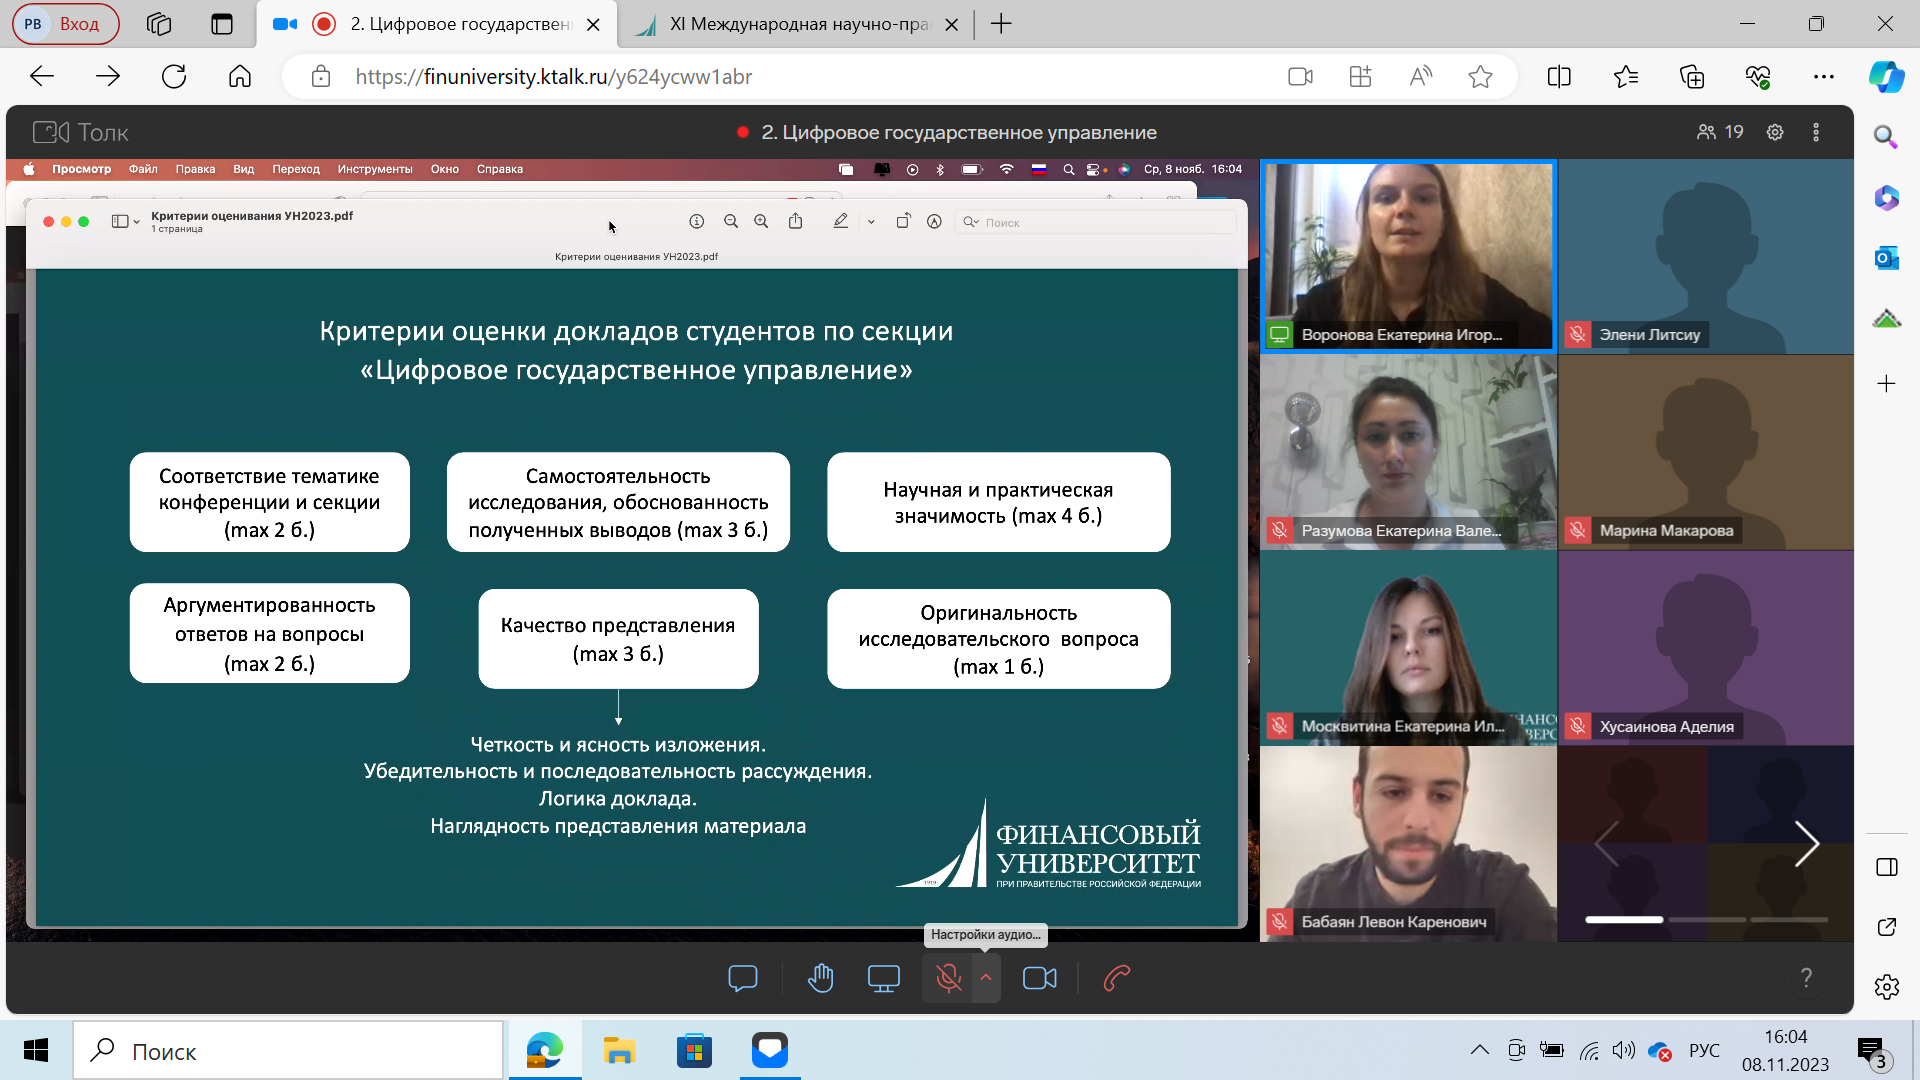 РВ Вход
2. Цифровое государствен
XI Международная научно-пра
https://finuniversity.ktalk.ru/y624ycww1abr
Толк
2. Цифровое государственное управление
19
Просмотр Файл Правка Вид Переход Инструменты Окно Справка
Ср, 8 нояб. 16:04
Критерии оценивания УН2023.pdf
1 страница
Поиск
Критерии оценивания УН2023.pdf
Критерии оценки докладов студентов по секции
«Цифровое государственное управление»
Соответствие тематике
конференции и секции
(max 2 б.)
Самостоятельность
исследования, обоснованность
полученных выводов (max 3 б.)
Научная и практическая
значимость (max 4 б.)
Аргументированность
ответов на вопросы
(max 2 б.)
Качество представления
(max 3 б.)
Оригинальность
исследовательского вопроса
(max 1 б.)
Четкость и ясность изложения.
Убедительность и последовательность рассуждения.
Логика доклада.
Наглядность представления материала
1919
ФИНАНСОВЫЙ
УНИВЕРСИТЕТ
ПРИ ПРАВИТЕЛЬСТВЕ РОССИЙСКОЙ ФЕДЕРАЦИИ
Воронова Екатерина Игор...
Элени Литсиу
Разумова Екатерина Вале...
Марина Макарова
Москвитина Екатерина Ил...
Хусаинова Аделия
Бабаян Левон Каренович
Настройки аудио...
?
Поиск
РУС
16:04
08.11.2023
3